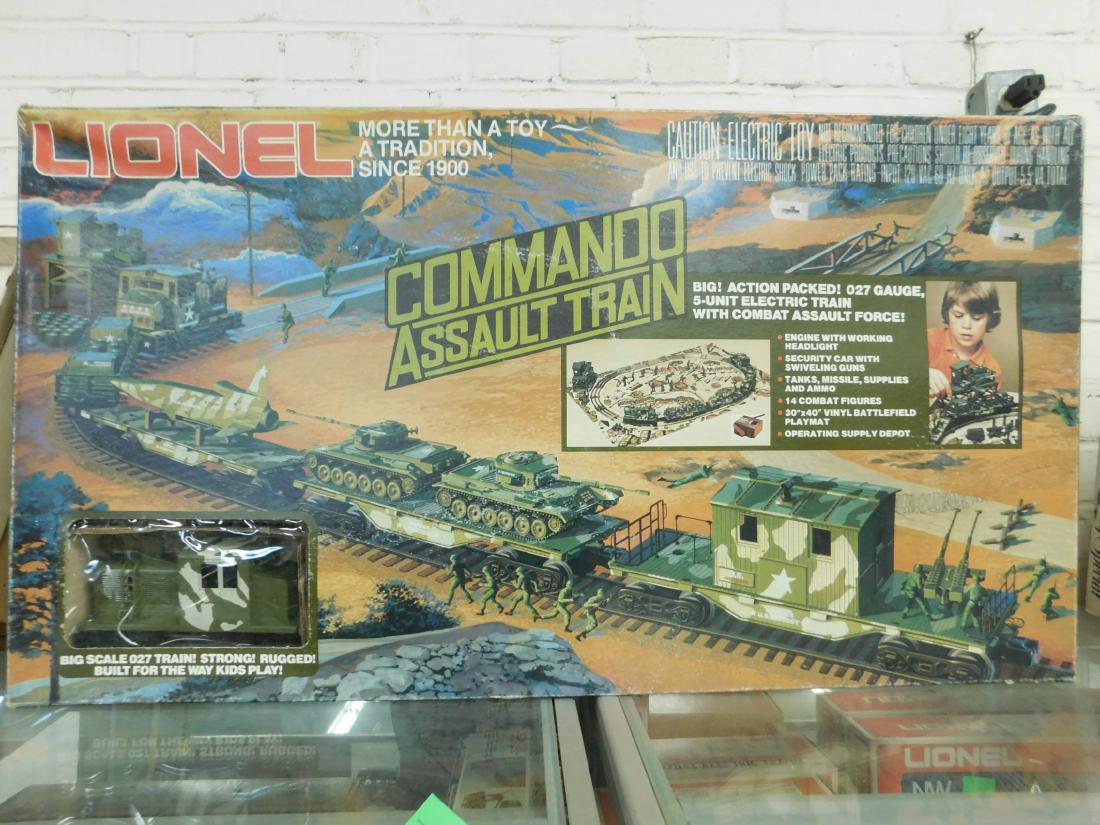 LIONEL
MORE THAN A TOY
A TRADITION,
SINCE 1900
CAUTION-ELECTRIC TOY
COMMANDO
ASSAULT TRAIN
BIG! ACTION PACKED! 027 GAUGE,
5-UNIT ELECTRIC TRAIN
WITH COMBAT ASSAULT FORCE!
• ENGINE WITH WORKING
HEADLIGHT
• SECURITY CAR WITH
SWIVELING GUNS
• TANKS, MISSILE, SUPPLIES
AND AMMO
• 14 COMBAT FIGURES
• 30"x40" VINYL BATTLEFIELD
PLAYMAT
• OPERATING SUPPLY DEPOT
BIG SCALE 027 TRAIN! STRONG! RUGGED!
BUILT FOR THE WAY KIDS PLAY!
LIONEL
NW